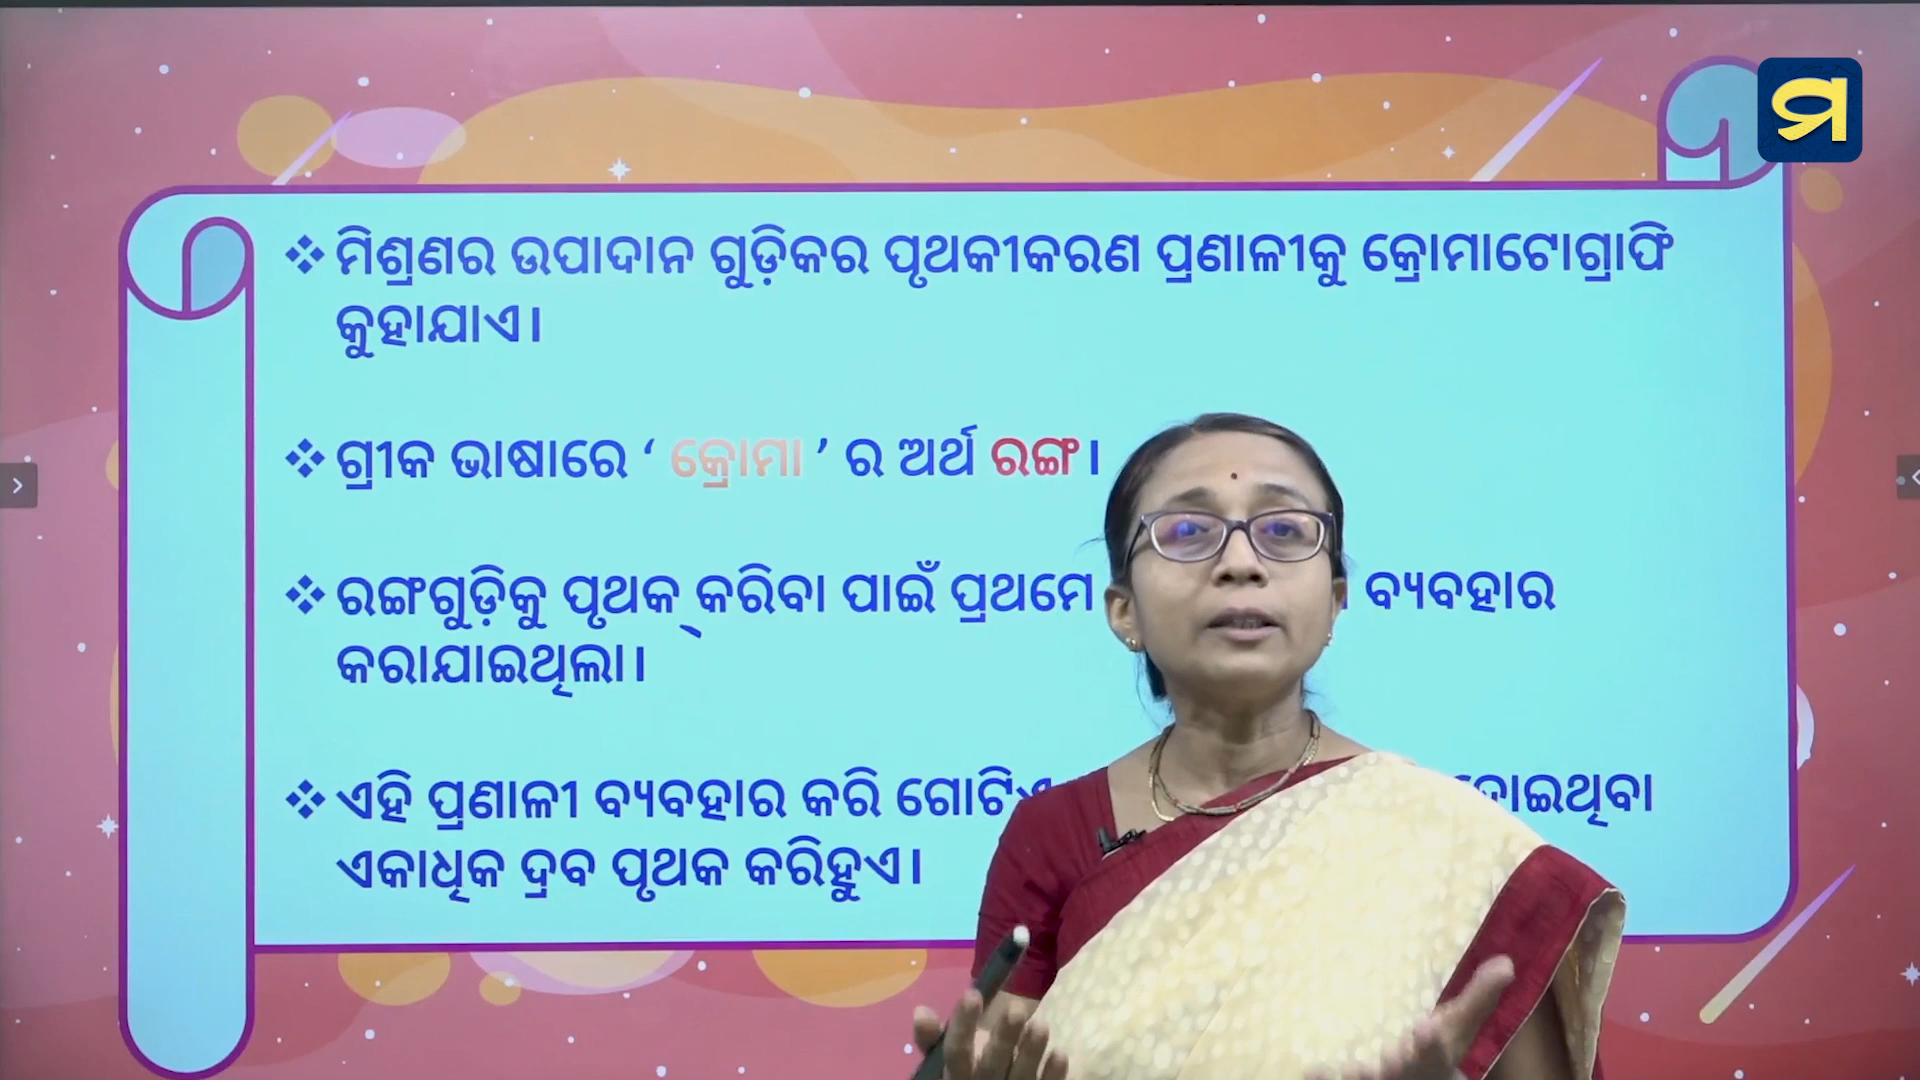 ମ
❖ ମିଶ୍ରଣର ଉପାଦାନ ଗୁଡ଼ିକର ପୃଥକୀକରଣ ପ୍ରଣାଳୀକୁ କ୍ରୋମାଟୋଗ୍ରାଫି
କୁହାଯାଏ।
❖ ଗ୍ରୀକ ଭାଷାରେ ‘ କ୍ରୋମା ’ ର ଅର୍ଥ ରଙ୍ଗ।
❖ ରଙ୍ଗଗୁଡ଼ିକୁ ପୃଥକ୍ କରିବା ପାଇଁ ପ୍ରଥମେ ବ୍ୟବହାର
କରାଯାଇଥିଲା।
❖ ଏହି ପ୍ରଣାଳୀ ବ୍ୟବହାର କରି ଗୋଟିଏ ହୋଇଥିବା
ଏକାଧିକ ଦ୍ରବ ପୃଥକ କରିହୁଏ।